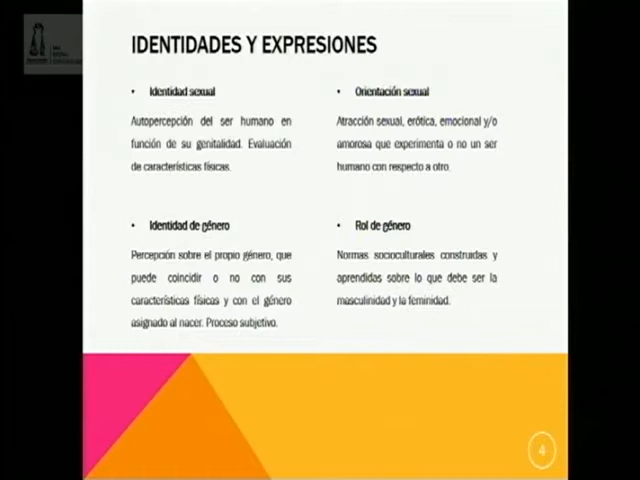 IDENTIDADES Y EXPRESIONES
• Identidad sexual
Autopercepción del ser humano en
función de su genitalidad. Evaluación
de características físicas.
• Identidad de género
Percepción sobre el propio género, que
puede coincidir o no con sus
características físicas y con el género
asignado al nacer. Proceso subjetivo.
• Orientación sexual
Atracción sexual, erótica, emocional y/o
amorosa que experimenta o no un ser
humano con respecto a otro.
• Rol de género
Normas socioculturales construidas y
aprendidas sobre lo que debe ser la
masculinidad y la feminidad.
4